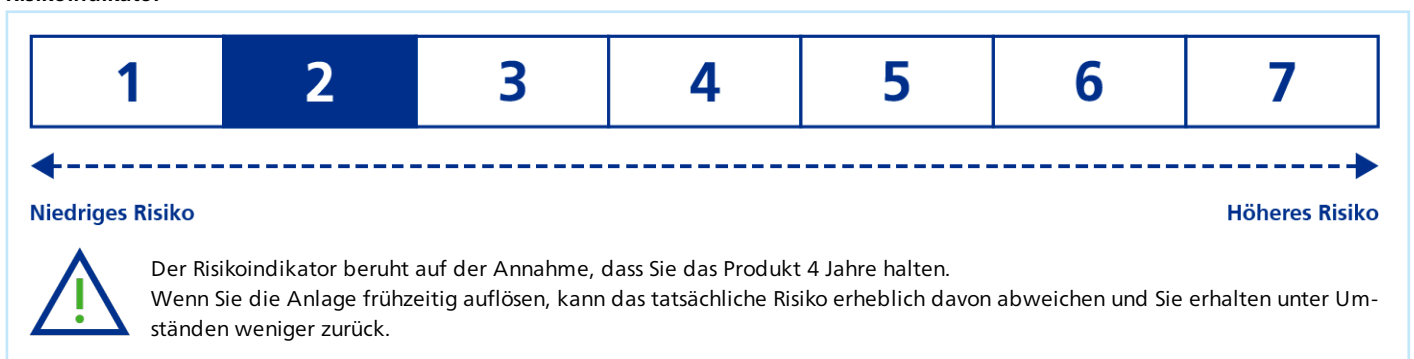 Risikoindikator
1 2 3 4 5 6 7
Niedriges Risiko Höheres Risiko
Der Risikoindikator beruht auf der Annahme, dass Sie das Produkt 4 Jahre halten.
Wenn Sie die Anlage frühzeitig auflösen, kann das tatsächliche Risiko erheblich davon abweichen und Sie erhalten unter Um-
ständen weniger zurück.